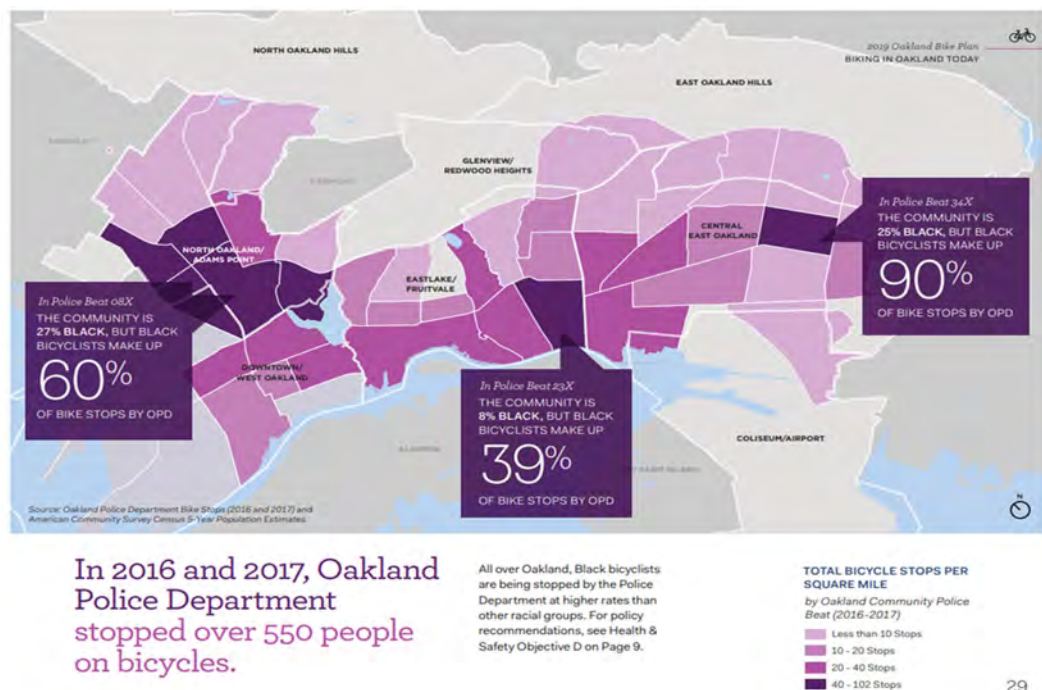 2019 Oakland Bike Plan
BIKING IN OAKLAND TODAY
NORTH OAKLAND HILLS
EAST OAKLAND HILLS
GLENVIEW/
REDWOOD HEIGHTS
NORTH OAKLAND/
ADAMS POINT
CENTRAL
EAST OAKLAND
EASTLAKE/
FRUITVALE
DOWNTOWN/
WEST OAKLAND
COLISEUM/AIRPORT
In Police Beat 08X
THE COMMUNITY IS
27% BLACK, BUT BLACK
BICYCLISTS MAKE UP
60%
OF BIKE STOPS BY OPD
In Police Beat 23X
THE COMMUNITY IS
8% BLACK, BUT BLACK
BICYCLISTS MAKE UP
39%
OF BIKE STOPS BY OPD
In Police Beat 34X
THE COMMUNITY IS
25% BLACK, BUT BLACK
BICYCLISTS MAKE UP
90%
OF BIKE STOPS BY OPD
N
Source: Oakland Police Department Bike Stops (2016 and 2017) and
American Community Survey Census 5-Year Population Estimates
In 2016 and 2017, Oakland
Police Department
stopped over 550 people
on bicycles.
All over Oakland, Black bicyclists
are being stopped by the Police
Department at higher rates than
other racial groups. For policy
recommendations, see Health &
Safety Objective D on Page 9.
TOTAL BICYCLE STOPS PER
SQUARE MILE
by Oakland Community Police
Beat (2016-2017)
Less than 10 Stops
10 - 20 Stops
20 - 40 Stops
40 - 102 Stops
29